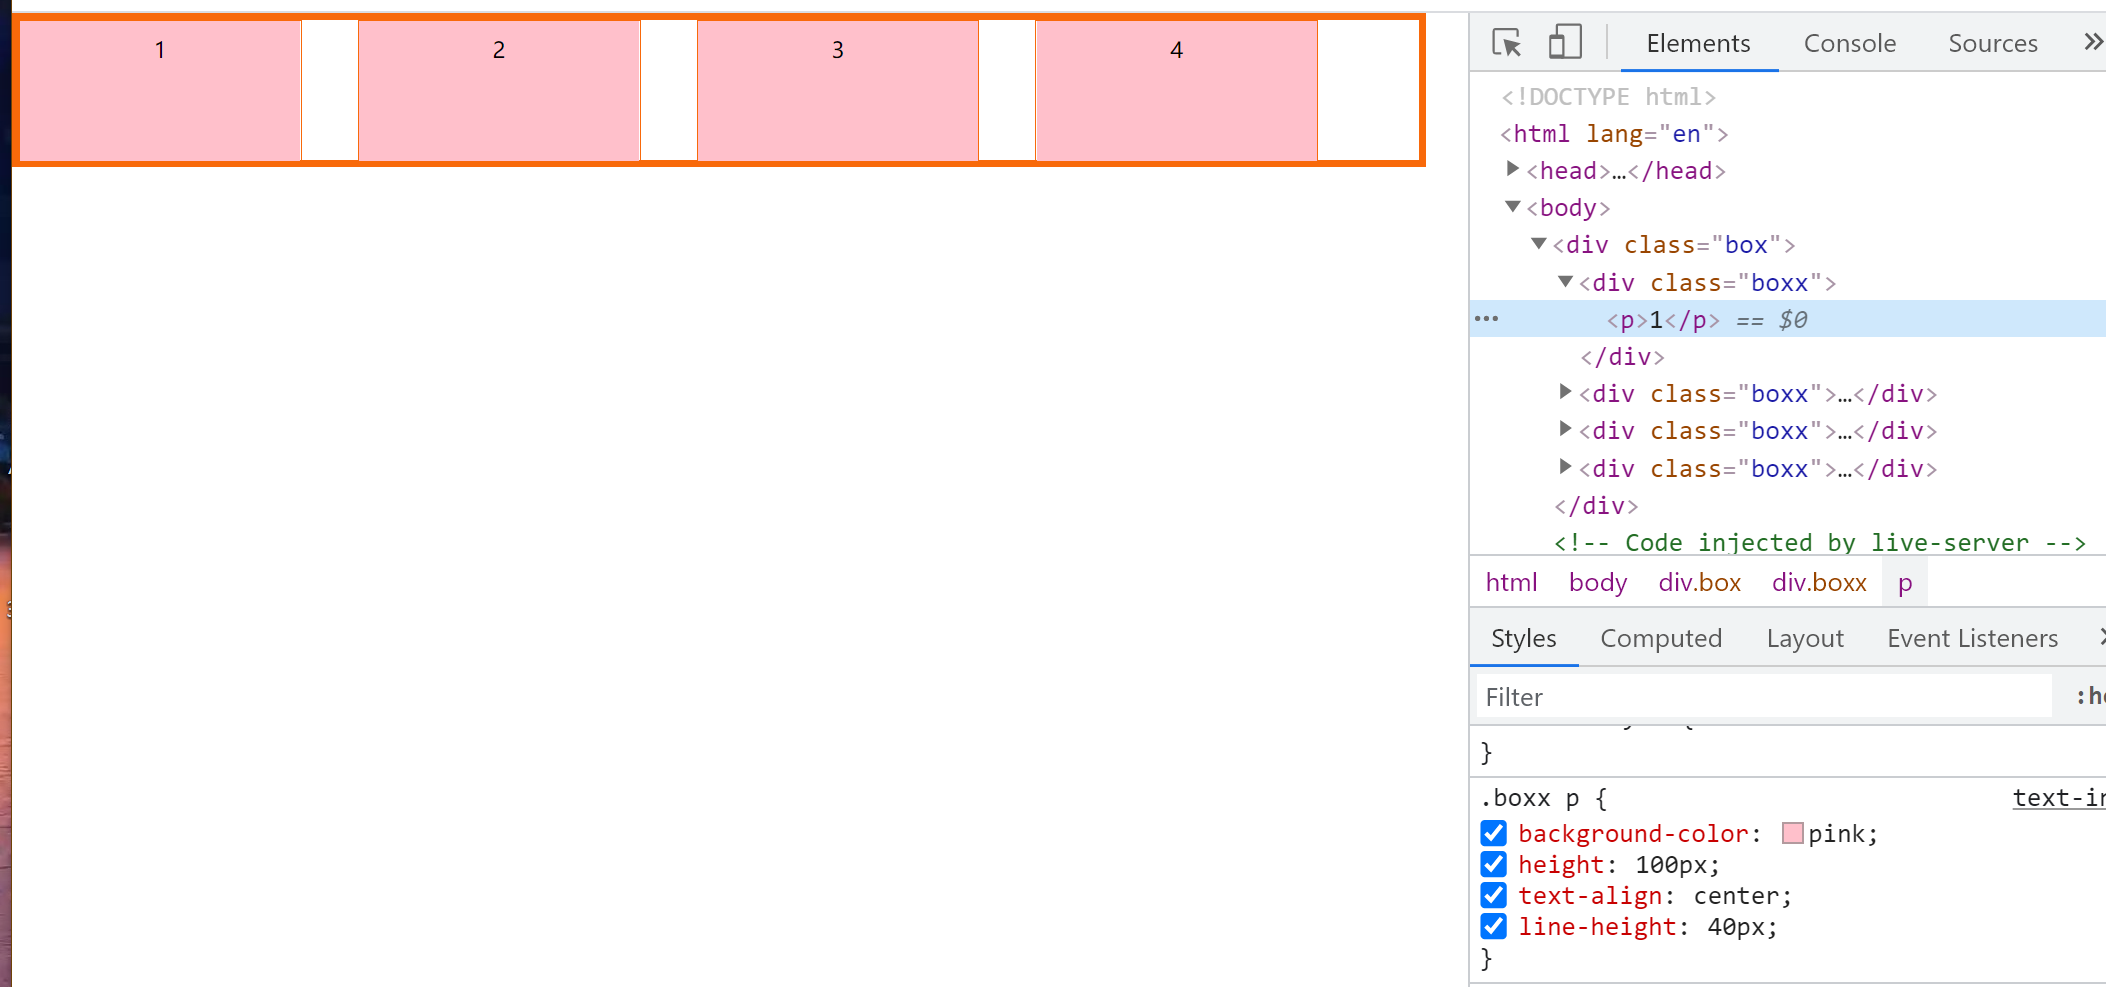 1 2 3 4
Elements Console Sources »
<!DOCTYPE html>
<html lang="en">
<head>…</head>
<body>
<div class="box">
<div class="boxx">
<p>1</p> == $0
</div>
<div class="boxx">…</div>
<div class="boxx">…</div>
<div class="boxx">…</div>
</div>
<!-- Code injected by live-server -->
html body div.box div.boxx p
Styles Computed Layout Event Listeners
Filter
}
.boxx p {
background-color: pink;
height: 100px;
text-align: center;
line-height: 40px;
}